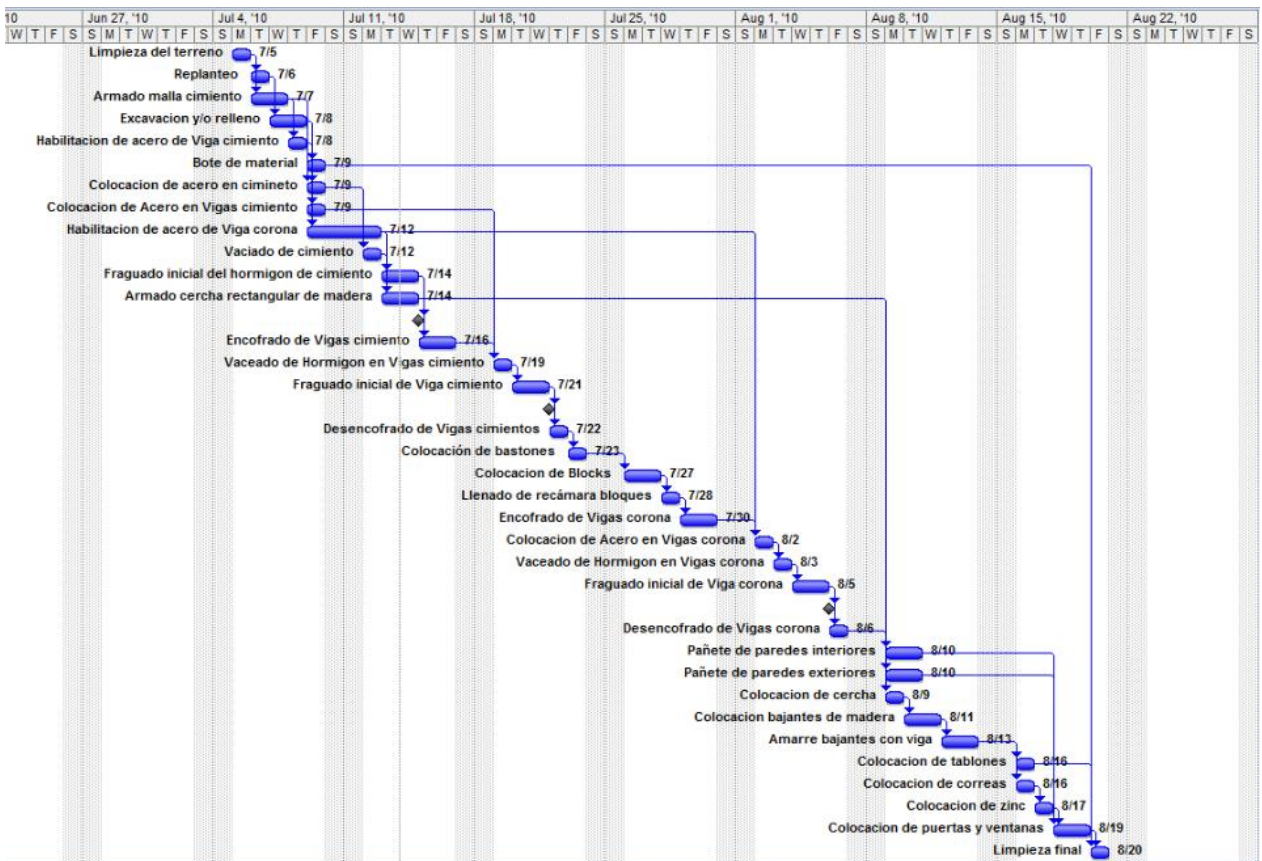 10 Jun 27, '10 Jul 4, '10 Jul 11, '10 Jul 18, '10 Jul 25, '10 Aug 1, '10 Aug 8, '10 Aug 15, '10 Aug 22, '10
W T F S S M T W T F S S M T W T F S S M T W T F S S M T W T F S S M T W T F S S M T W T F S S M T W T F S S M T W T F S S M T W T F S S M T W T F S
Limpieza del terreno 7/5
Replanteo 7/6
Armado malla cimiento 7/7
Excavacion y/o relleno 7/8
Habilitacion de acero de Viga cimiento 7/8
Bote de material 7/9
Colocacion de acero en cimineto 7/9
Colocacion de Acero en Vigas cimiento 7/9
Habilitacion de acero de Viga corona 7/12
Vaciado de cimiento 7/12
Fraguado inicial del hormigon de cimiento 7/14
Armado cercha rectangular de madera 7/14
Encofrado de Vigas cimiento 7/16
Vaceado de Hormigon en Vigas cimiento 7/19
Fraguado inicial de Viga cimiento 7/21
Desencofrado de Vigas cimientos 7/22
Colocación de bastones 7/23
Colocacion de Blocks 7/27
Llenado de recámara bloques 7/28
Encofrado de Vigas corona 7/30
Colocacion de Acero en Vigas corona 8/2
Vaceado de Hormigon en Vigas corona 8/3
Fraguado inicial de Viga corona 8/5
Desencofrado de Vigas corona 8/6
Pañete de paredes interiores 8/10
Pañete de paredes exteriores 8/10
Colocacion de cercha 8/9
Colocacion bajantes de madera 8/11
Amarre bajantes con viga 8/13
Colocacion de tablones 8/16
Colocacion de correas 8/16
Colocacion de zinc 8/17
Colocacion de puertas y ventanas 8/19
Limpieza final 8/20